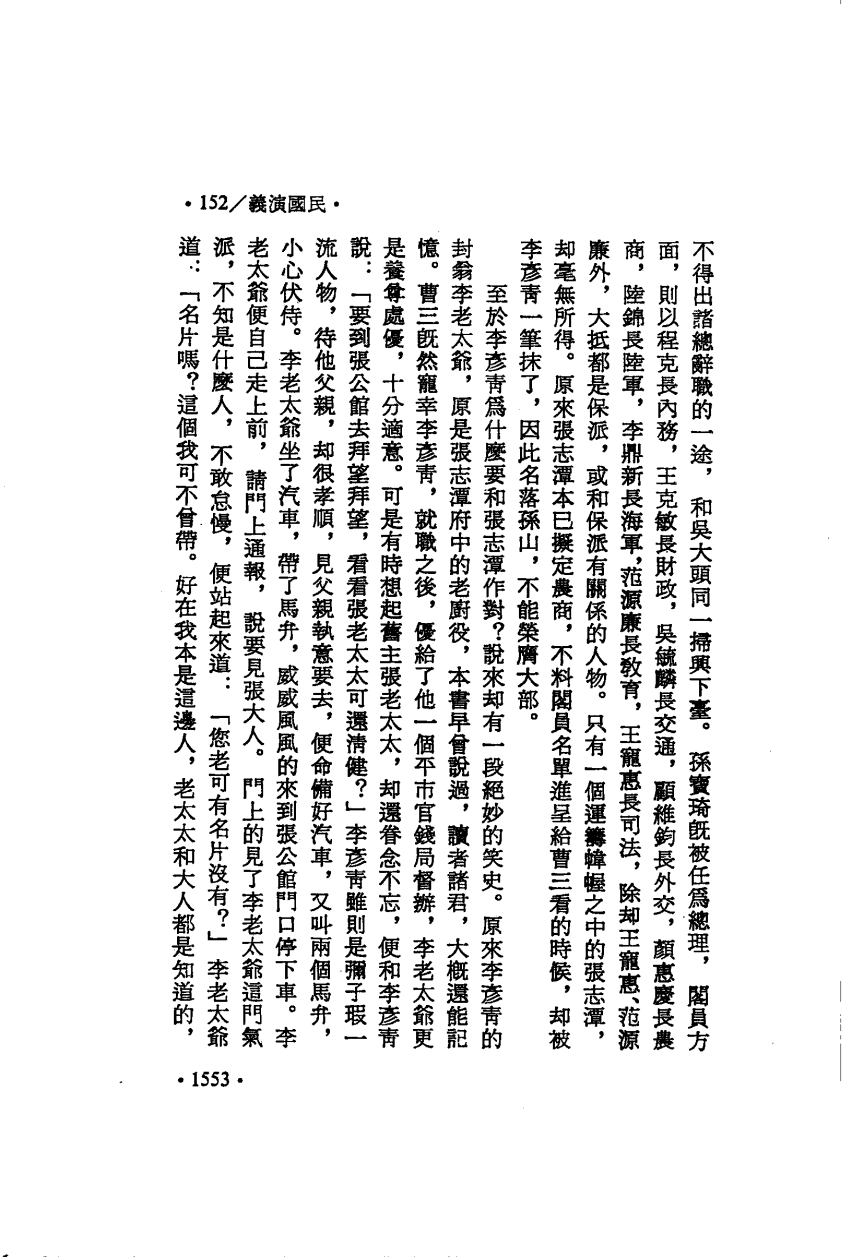 •152／義演國民•
不得出諸總辭職的一途，和吳大頭同一掃興下臺。孫寶琦旣被任爲總理，閣員方
面，則以程克長內務，王克敏長財政，吳毓麟長交通，顧維鈞長外交，顏惠慶長農
商，陸錦長陸軍，李鼎新長海軍，范源廉長敎育，王寵惠長司法，除却王寵惠、范源
廉外，大抵都是保派，或和保派有關係的人物。只有一個運籌幃幄之中的張志潭，
却毫無所得。原來張志潭本已擬定農商，不料閣員名單進呈給曹三看的時候，却被
李彥靑一筆抹了，因此名落孫山，不能榮膺大部。
至於李彥靑爲什麼要和張志潭作對？說來却有一段絕妙的笑史。原來李彥靑的
封翁李老太爺，原是張志潭府中的老廚役，本書早曾說過，讀者諸君，大槪還能記
憶。曹三旣然寵幸李彥靑，就職之後，優給了他一個平市官錢局督辦，李老太爺更
是養尊處優，十分適意。可是有時想起舊主張老太太，却還眷念不忘，便和李彥靑
說：「要到張公館去拜望拜望，看看張老太太可還淸健？」李彥靑雖則是彌子瑕一
流人物，待他父親，却很孝順，見父親執意要去，便命備好汽車，又叫兩個馬弁，
小心伏侍。李老太爺坐了汽車，帶了馬弁，威威風風的來到張公館門口停下車。李
老太爺便自己走上前，請門上通報，說要見張大人。門上的見了李老太爺這門氣
派，不知是什麼人，不敢怠慢，便站起來道：「您老可有名片沒有？」李老太爺
道：「名片嗎？這個我可不曾帶。好在我本是這邊人，老太太和大人都是知道的，
•1553•